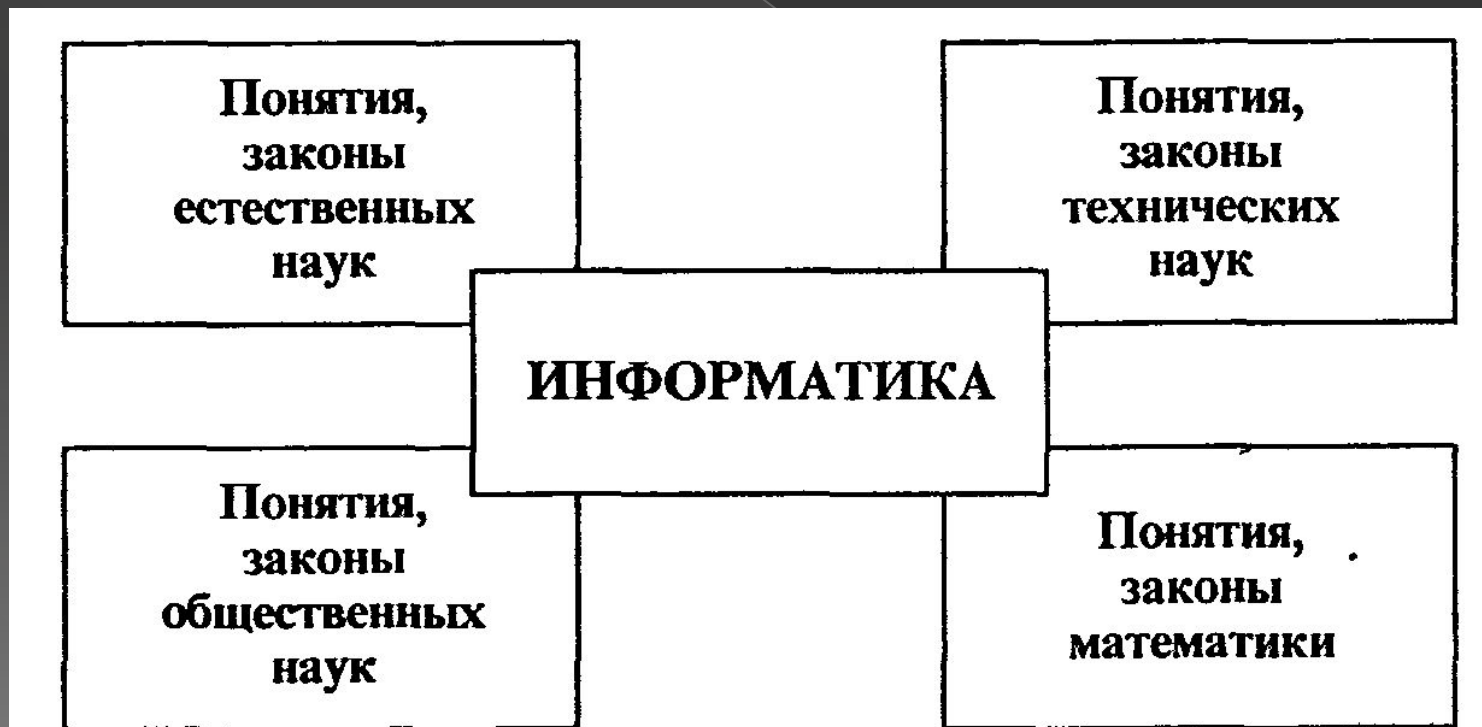 Понятия,
законы
естественных
наук
Понятия,
законы
технических
наук
ИНФОРМАТИКА
Понятия,
законы
общественных
наук
Понятия,
законы
математики